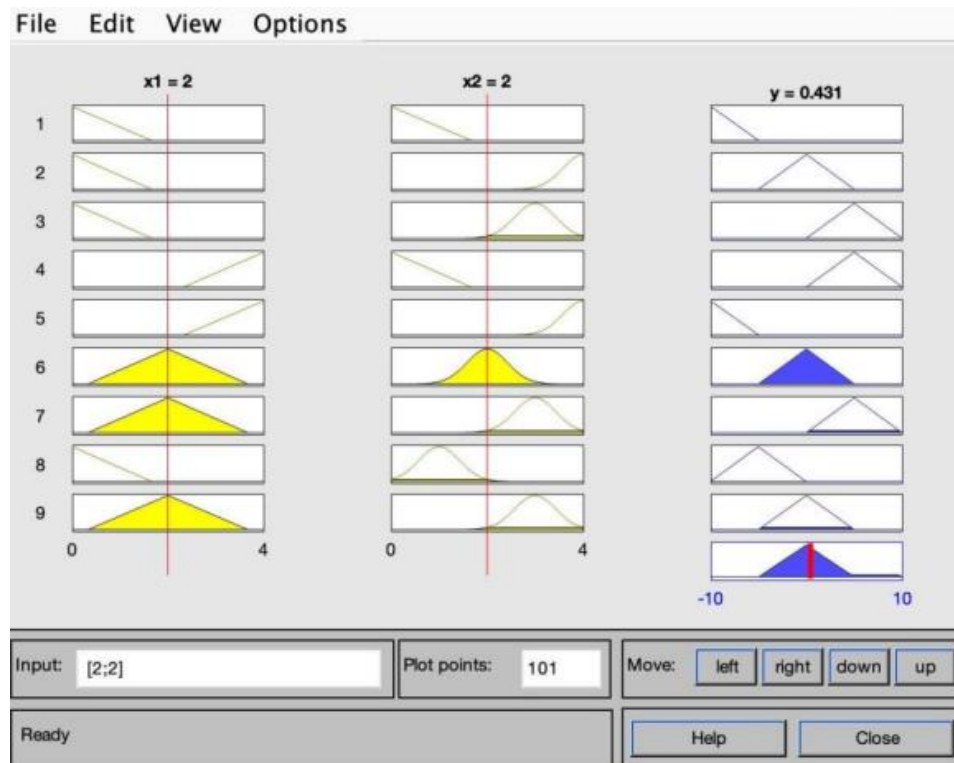 File Edit View Options
x1 = 2 x2 = 2 y = 0.431
1
2
3
4
5
6
7
8
9
0 4 0 4
-10 10
Input: [2;2] Plot points: 101 Move: left right down up
Ready Help Close